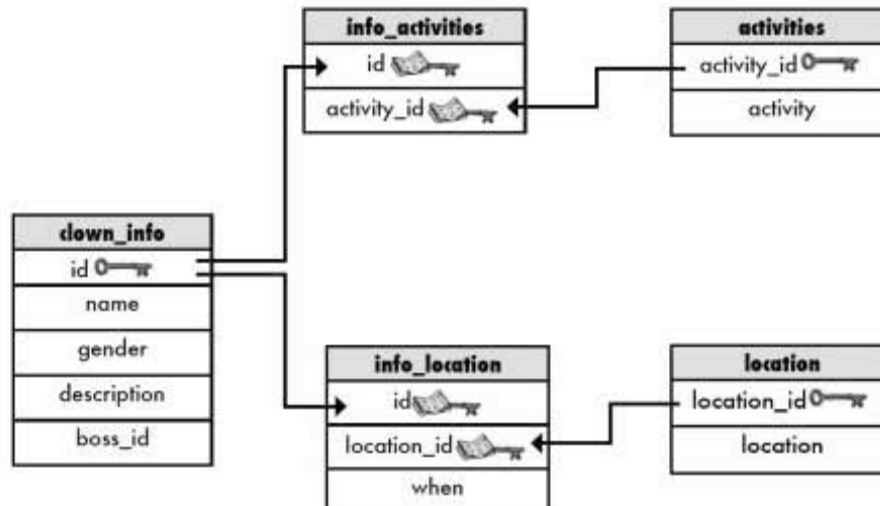 info_activities
id
activity_id
activities
activity_id
activity
clown_info
id
name
gender
description
boss_id
info_location
id
location_id
when
location
location_id
location